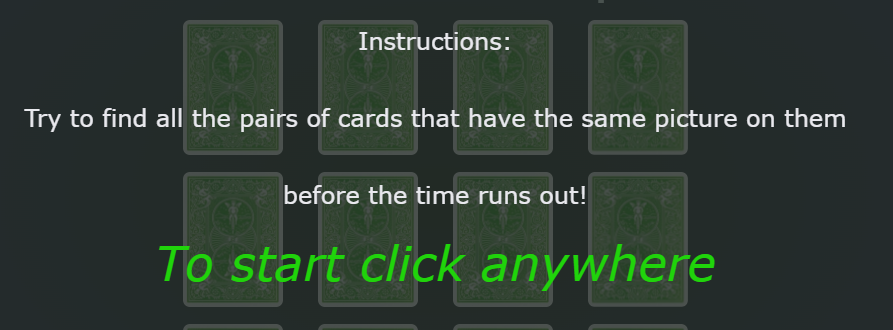 Instructions:
Try to find all the pairs of cards that have the same picture on them
before the time runs out!
To start click anywhere